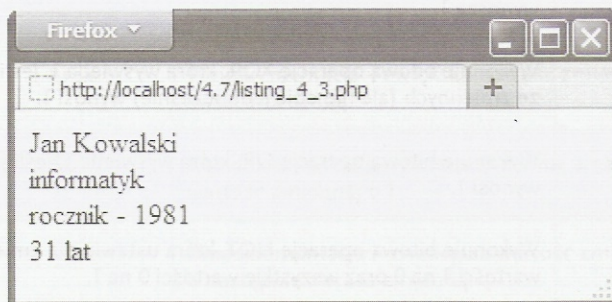 Firefox
http://localhost/4.7/listing_4_3.php
Jan Kowalski
informatyk
rocznik - 1981
31 lat